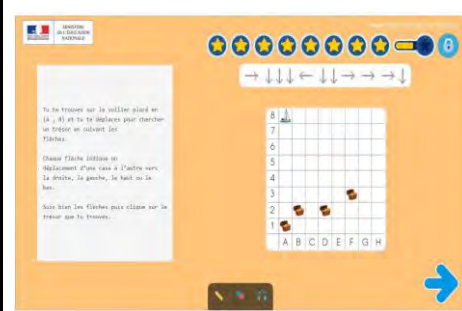 MINISTÈRE
DE L'ÉDUCATION
NATIONALE
→ ↓↓↓ ← ↓↓ → → →↓
Tu te trouves sur le voilier placé en
(A ; 8) et tu te déplaces pour chercher
un trésor en suivant les
flèches.
Chaque flèche indique un
déplacement d'une case à l'autre vers
la droite, la gauche, le haut ou le
bas.
Suis bien les flèches puis clique sur le
trésor que tu trouves.
8
7
6
5
4
3
2
1
A B C D E F G H